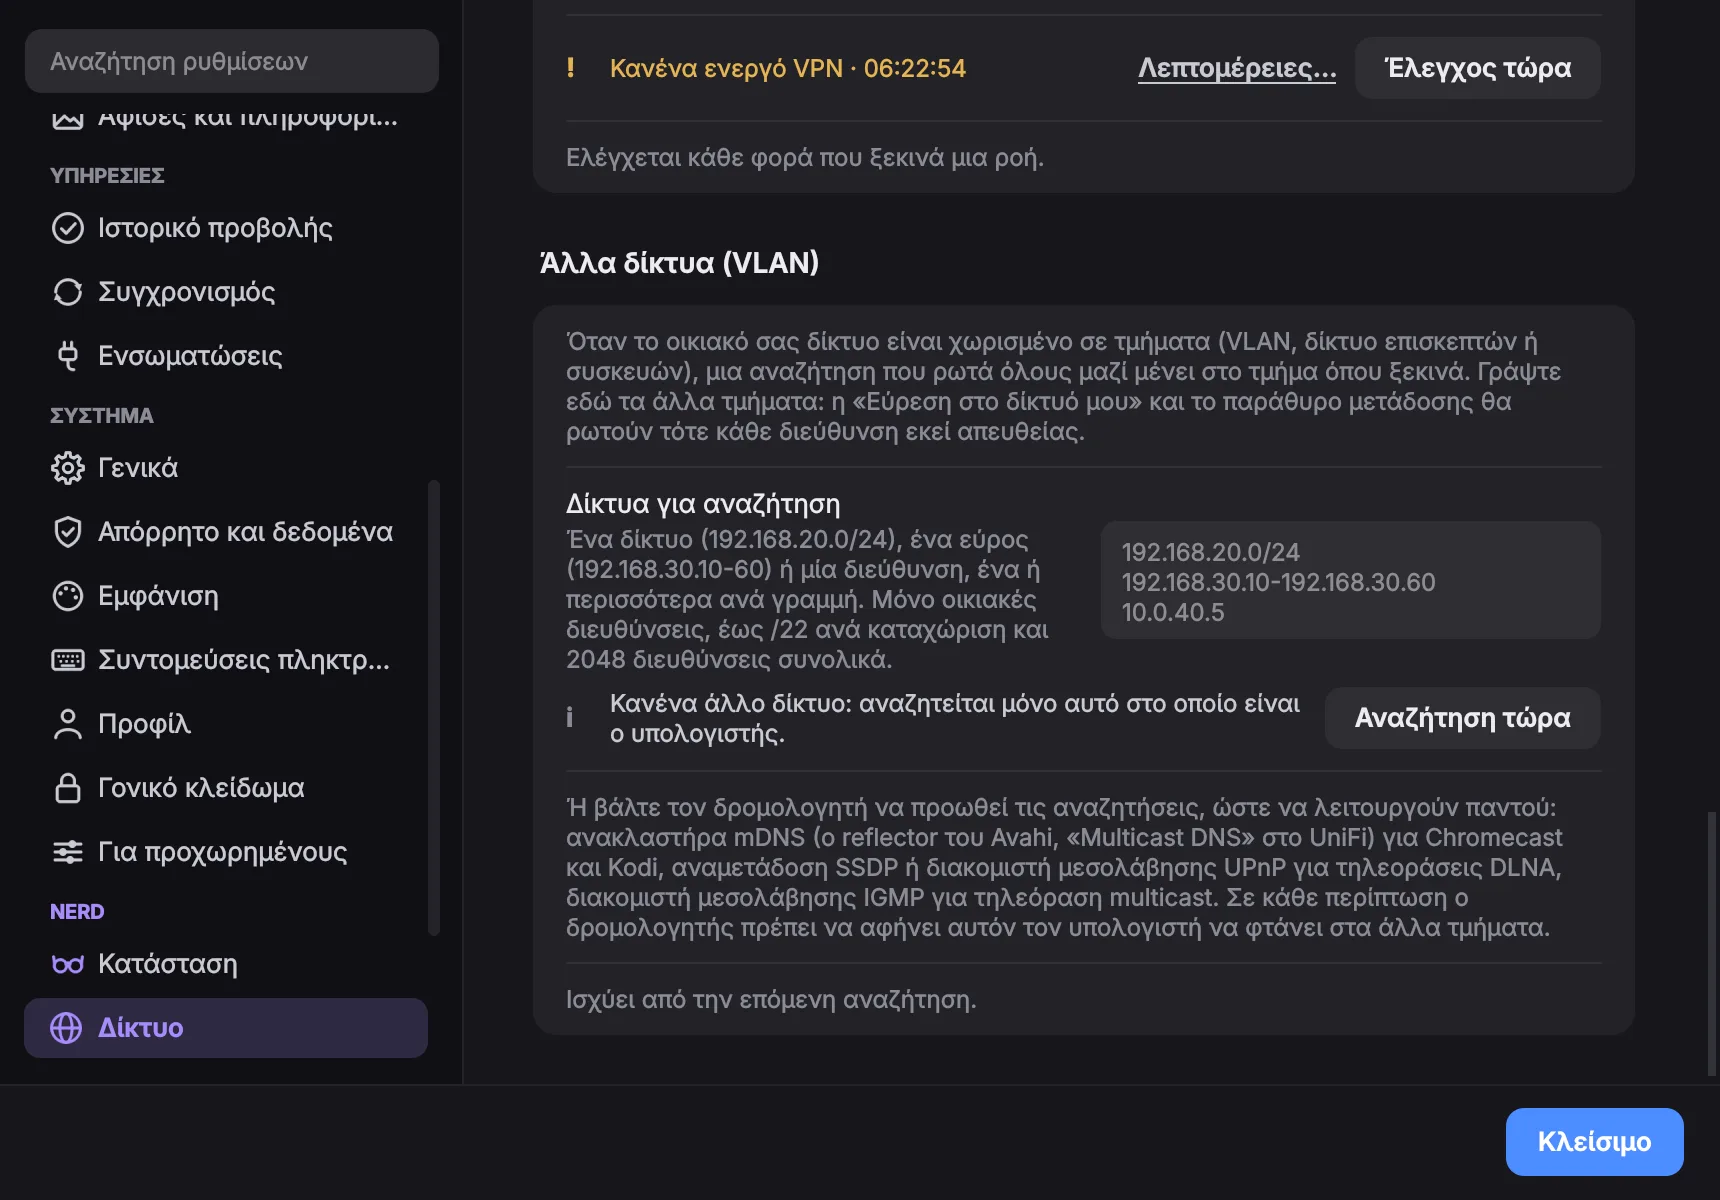 Αναζήτηση ρυθμίσεων
Αφίσες και πληροφορί...
ΥΠΗΡΕΣΙΕΣ
Ιστορικό προβολής
Συγχρονισμός
Ενσωματώσεις
ΣΥΣΤΗΜΑ
Γενικά
Απόρρητο και δεδομένα
Εμφάνιση
Συντομεύσεις πληκτρ...
Προφίλ
Γονικό κλείδωμα
Για προχωρημένους
NERD
Κατάσταση
Δίκτυο
! Κανένα ενεργό VPN · 06:22:54
Λεπτομέρειες...
Έλεγχος τώρα
Ελέγχεται κάθε φορά που ξεκινά μια ροή.
Άλλα δίκτυα (VLAN)
Όταν το οικιακό σας δίκτυο είναι χωρισμένο σε τμήματα (VLAN, δίκτυο επισκεπτών ή
συσκευών), μια αναζήτηση που ρωτά όλους μαζί μένει στο τμήμα όπου ξεκινά. Γράψτε
εδώ τα άλλα τμήματα: η «Εύρεση στο δίκτυό μου» και το παράθυρο μετάδοσης θα
ρωτούν τότε κάθε διεύθυνση εκεί απευθείας.
Δίκτυα για αναζήτηση
Ένα δίκτυο (192.168.20.0/24), ένα εύρος
(192.168.30.10-60) ή μία διεύθυνση, ένα ή
περισσότερα ανά γραμμή. Μόνο οικιακές
διευθύνσεις, έως /22 ανά καταχώριση και
2048 διευθύνσεις συνολικά.
192.168.20.0/24
192.168.30.10-192.168.30.60
10.0.40.5
Κανένα άλλο δίκτυο: αναζητείται μόνο αυτό στο οποίο είναι
ο υπολογιστής.
Αναζήτηση τώρα
Ή βάλτε τον δρομολογητή να προωθεί τις αναζητήσεις, ώστε να λειτουργούν παντού:
ανακλαστήρα mDNS (ο reflector του Avahi, «Multicast DNS» στο UniFi) για Chromecast
και Kodi, αναμετάδοση SSDP ή διακομιστή μεσολάβησης UPnP για τηλεοράσεις DLNA,
διακομιστή μεσολάβησης IGMP για τηλεόραση multicast. Σε κάθε περίπτωση ο
δρομολογητής πρέπει να αφήνει αυτόν τον υπολογιστή να φτάνει στα άλλα τμήματα.
Ισχύει από την επόμενη αναζήτηση.
Κλείσιμο